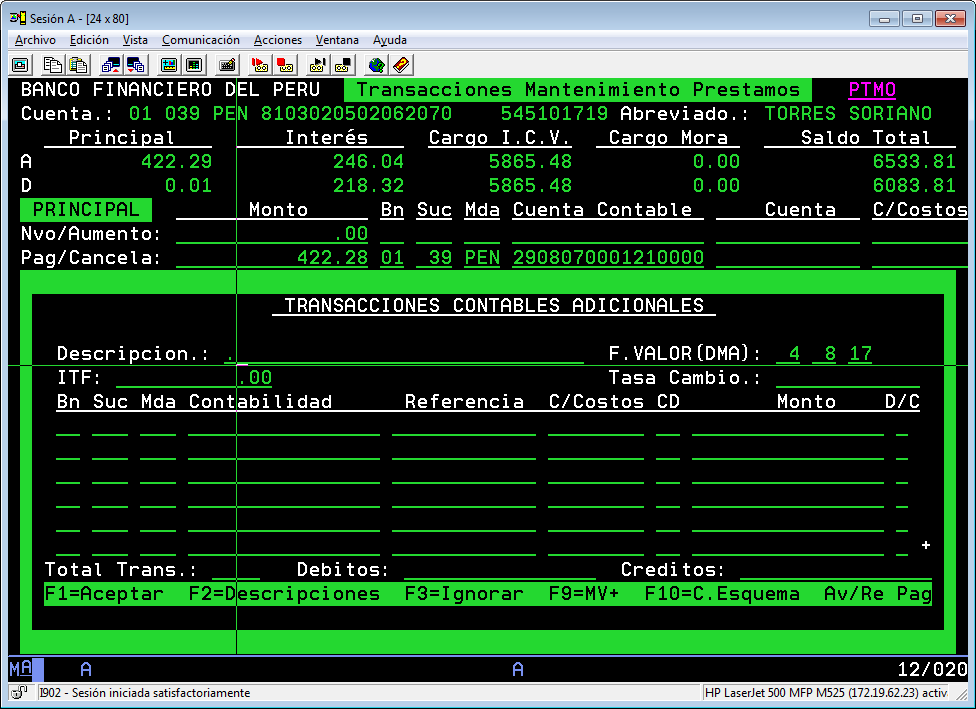 Sesión A - [24 x 80]
Archivo Edición Vista Comunicación Acciones Ventana Ayuda
BANCO FINANCIERO DEL PERU Transacciones Mantenimiento Prestamos PTMO
Cuenta.: 01 039 PEN 8103020502062070 545101719 Abreviado.: TORRES SORIANO
Principal Interés Cargo I.C.V. Cargo Mora Saldo Total
A 422.29 246.04 5865.48 0.00 6533.81
D 0.01 218.32 5865.48 0.00 6083.81
PRINCIPAL Monto Bn Suc Mda Cuenta Contable Cuenta C/Costos
Nvo/Aumento: .00
Pag/Cancela: 422.28 01 39 PEN 2908070001210000
TRANSACCIONES CONTABLES ADICIONALES
Descripcion.: . F.VALOR(DMA): 4 8 17
ITF: .00 Tasa Cambio.:
Bn Suc Mda Contabilidad Referencia C/Costos CD Monto D/C
+
Total Trans.: Debitos: Creditos:
F1=Aceptar F2=Descripciones F3=Ignorar F9=MV+ F10=C.Esquema Av/Re Pag
MA A A 12/020
I902 - Sesión iniciada satisfactoriamente HP LaserJet 500 MFP M525 (172.19.62.23) activ